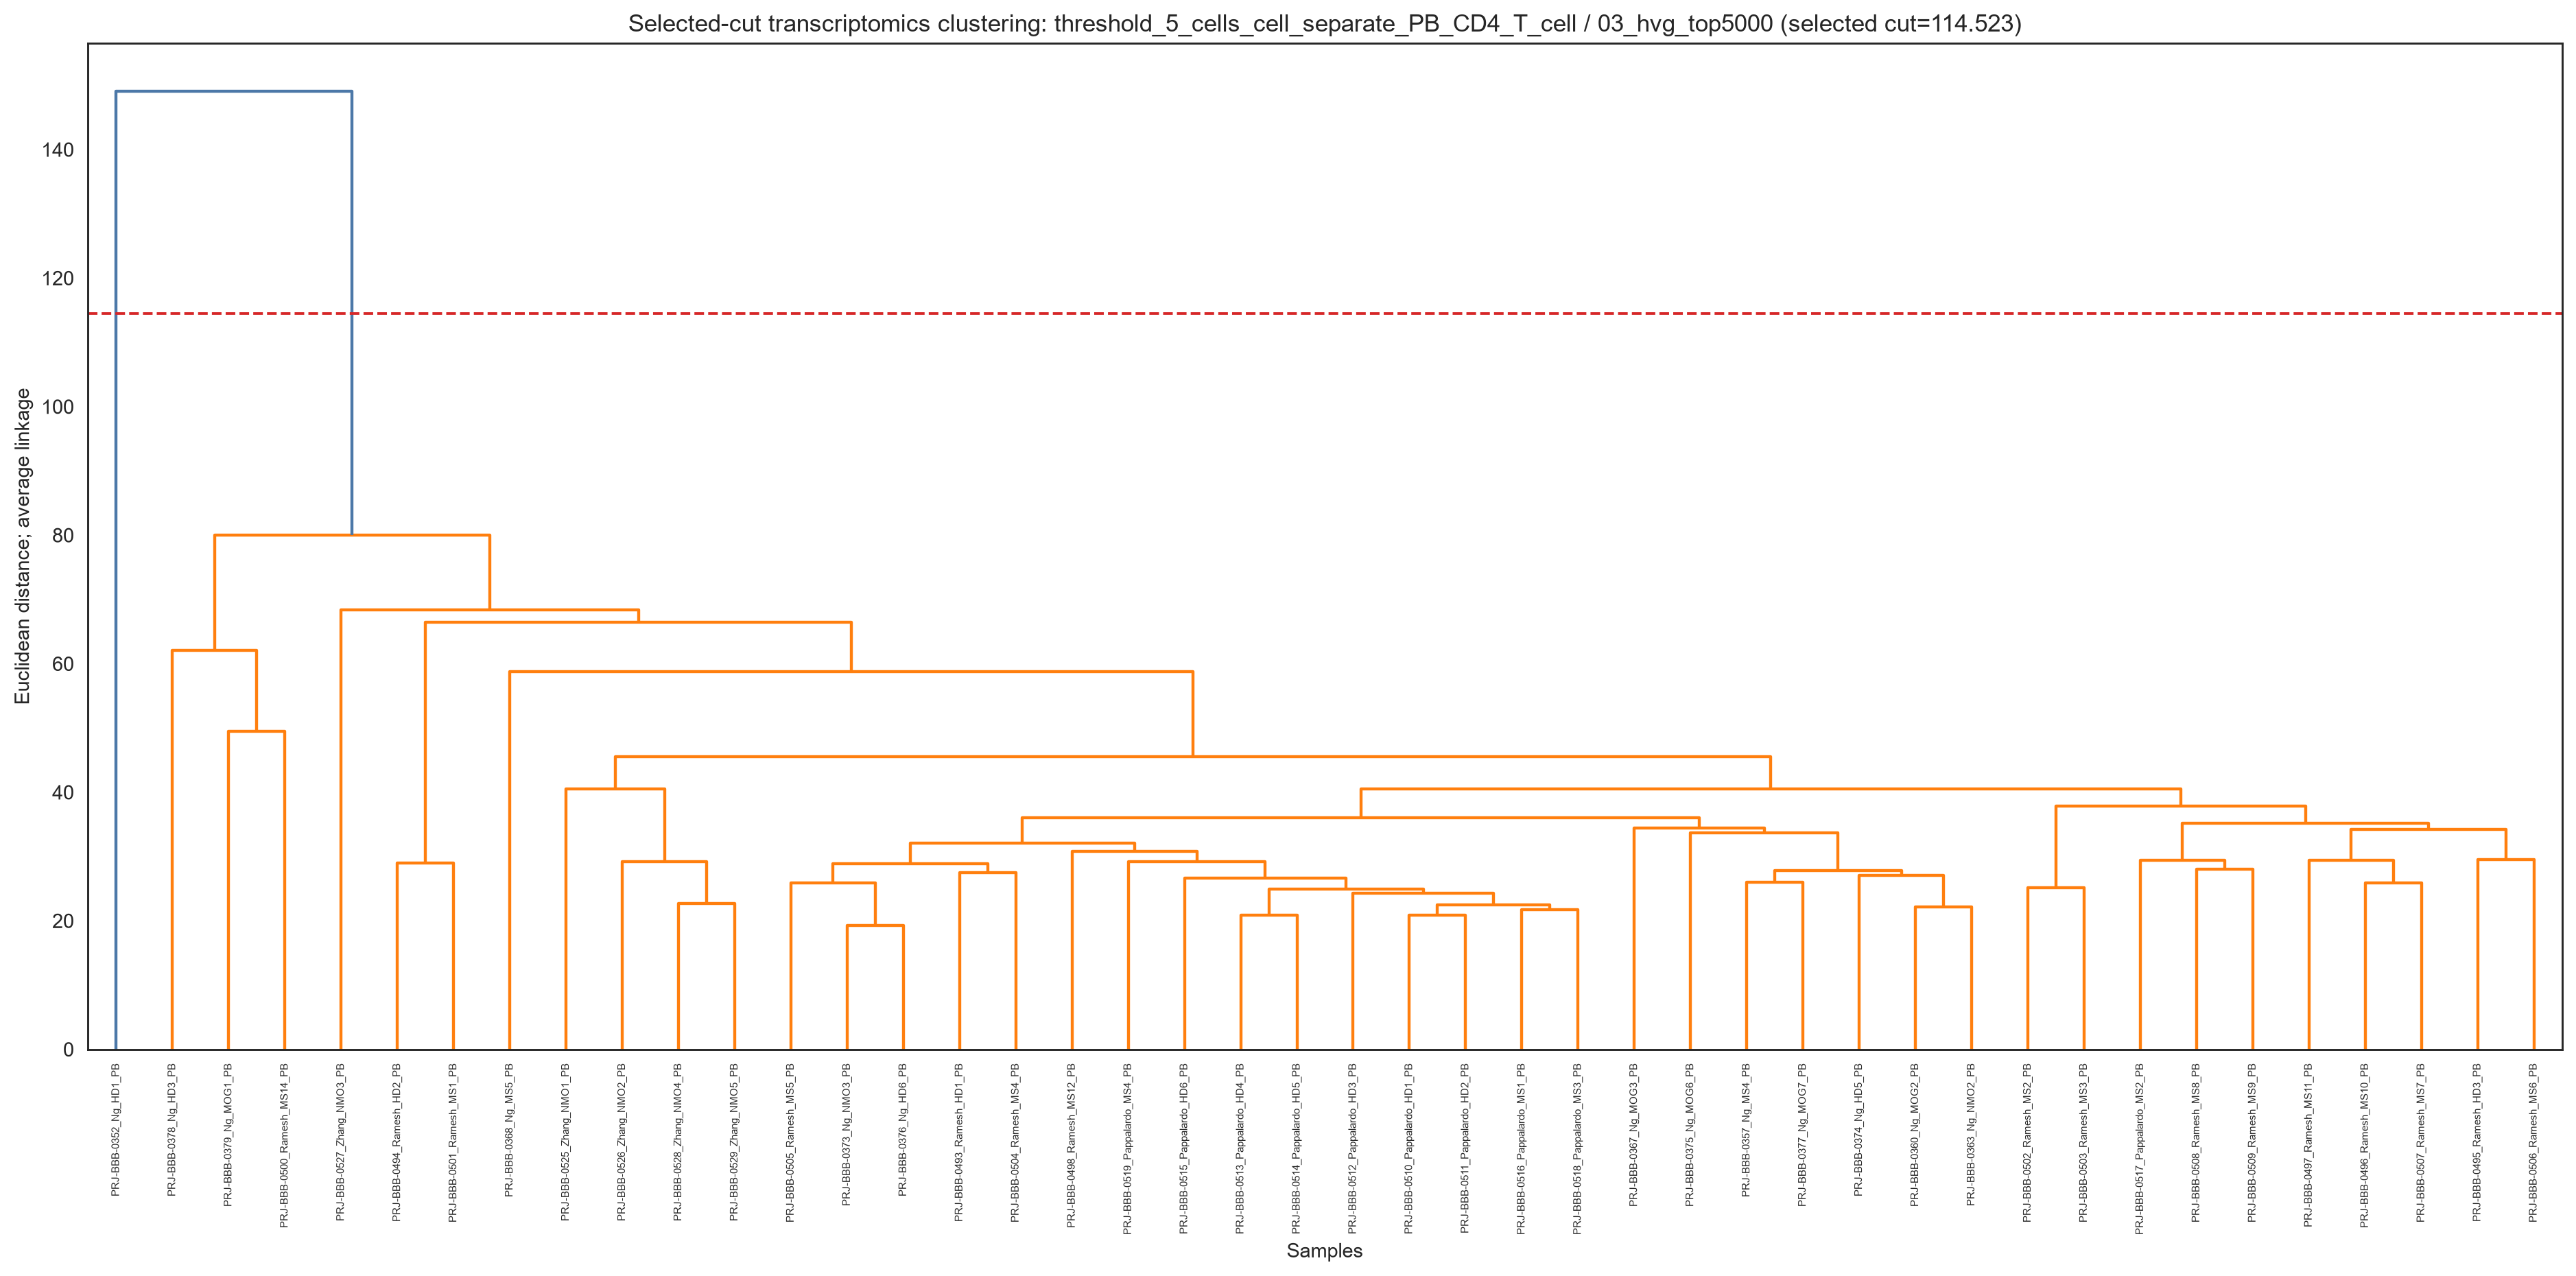 Selected-cut transcriptomics clustering: threshold_5_cells_cell_separate_PB_CD4_T_cell / 03_hvg_top5000 (selected cut=114.523)
Euclidean distance; average linkage
140
120
100
80
60
40
20
0
PRJ-BBB-0352_Ng_HD1_PB
PRJ-BBB-0378_Ng_HD3_PB
PRJ-BBB-0379_Ng_MOG1_PB
PRJ-BBB-0500_Ramesh_MS14_PB
PRJ-BBB-0527_Zhang_NMO3_PB
PRJ-BBB-0494_Ramesh_HD2_PB
PRJ-BBB-0501_Ramesh_MS1_PB
PRJ-BBB-0368_Ng_MS5_PB
PRJ-BBB-0525_Zhang_NMO1_PB
PRJ-BBB-0526_Zhang_NMO2_PB
PRJ-BBB-0528_Zhang_NMO4_PB
PRJ-BBB-0529_Zhang_NMO5_PB
PRJ-BBB-0505_Ramesh_MS5_PB
PRJ-BBB-0373_Ng_NMO3_PB
PRJ-BBB-0376_Ng_HD6_PB
PRJ-BBB-0493_Ramesh_HD1_PB
PRJ-BBB-0504_Ramesh_MS4_PB
PRJ-BBB-0498_Ramesh_MS12_PB
PRJ-BBB-0519_Pappalardo_MS4_PB
PRJ-BBB-0515_Pappalardo_HD6_PB
PRJ-BBB-0513_Pappalardo_HD4_PB
PRJ-BBB-0514_Pappalardo_HD5_PB
PRJ-BBB-0512_Pappalardo_HD3_PB
PRJ-BBB-0510_Pappalardo_HD1_PB
PRJ-BBB-0511_Pappalardo_HD2_PB
PRJ-BBB-0516_Pappalardo_MS1_PB
PRJ-BBB-0518_Pappalardo_MS3_PB
PRJ-BBB-0367_Ng_MOG3_PB
PRJ-BBB-0375_Ng_MOG6_PB
PRJ-BBB-0357_Ng_MS4_PB
PRJ-BBB-0377_Ng_MOG7_PB
PRJ-BBB-0374_Ng_HD5_PB
PRJ-BBB-0360_Ng_MOG2_PB
PRJ-BBB-0363_Ng_NMO2_PB
PRJ-BBB-0502_Ramesh_MS2_PB
PRJ-BBB-0503_Ramesh_MS3_PB
PRJ-BBB-0517_Pappalardo_MS2_PB
PRJ-BBB-0508_Ramesh_MS8_PB
PRJ-BBB-0509_Ramesh_MS9_PB
PRJ-BBB-0497_Ramesh_MS11_PB
PRJ-BBB-0496_Ramesh_MS10_PB
PRJ-BBB-0507_Ramesh_MS7_PB
PRJ-BBB-0495_Ramesh_HD3_PB
PRJ-BBB-0506_Ramesh_MS6_PB
Samples